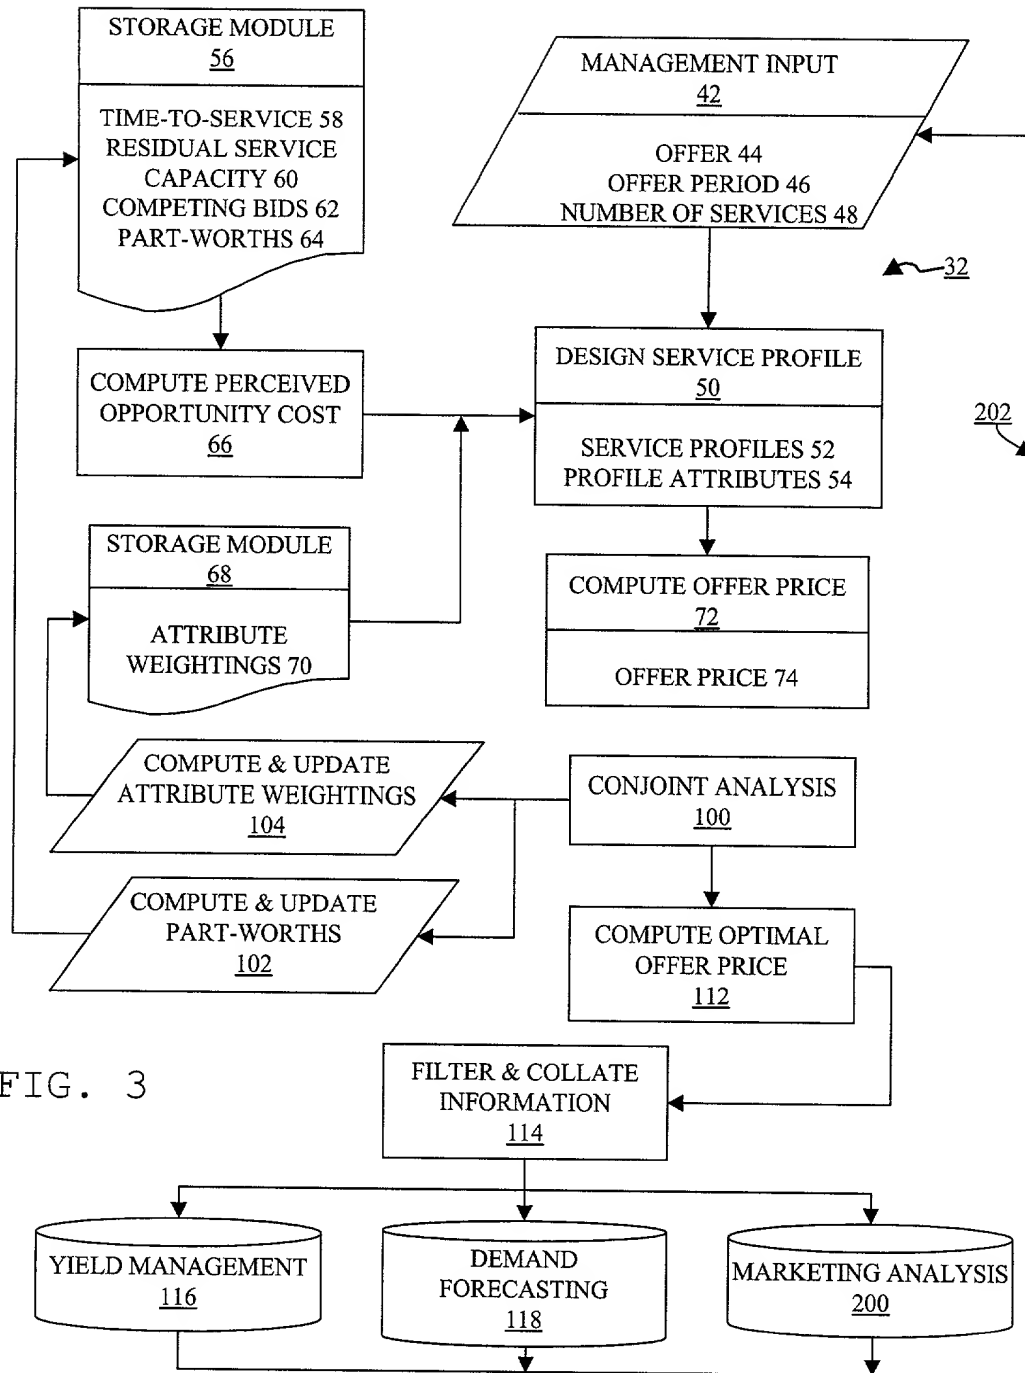 STORAGE MODULE
56
TIME-TO-SERVICE 58
RESIDUAL SERVICE
CAPACITY 60
COMPETING BIDS 62
PART-WORTHS 64
MANAGEMENT INPUT
42
OFFER 44
OFFER PERIOD 46
NUMBER OF SERVICES 48
32
COMPUTE PERCEIVED
OPPORTUNITY COST
66
DESIGN SERVICE PROFILE
50
SERVICE PROFILES 52
PROFILE ATTRIBUTES 54
202
STORAGE MODULE
68
ATTRIBUTE
WEIGHTINGS 70
COMPUTE OFFER PRICE
72
OFFER PRICE 74
COMPUTE & UPDATE
ATTRIBUTE WEIGHTINGS
104
CONJOINT ANALYSIS
100
COMPUTE & UPDATE
PART-WORTHS
102
COMPUTE OPTIMAL
OFFER PRICE
112
FIG. 3
FILTER & COLLATE
INFORMATION
114
YIELD MANAGEMENT
116
DEMAND
FORECASTING
118
MARKETING ANALYSIS
200